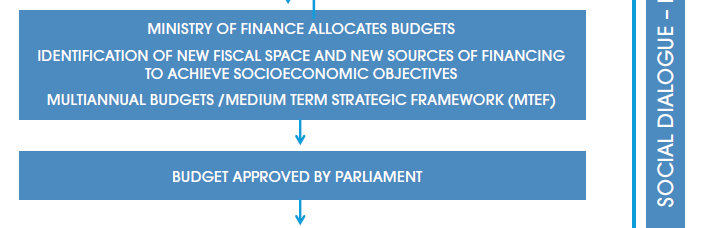 MINISTRY OF FINANCE ALLOCATES BUDGETS
IDENTIFICATION OF NEW FISCAL SPACE AND NEW SOURCES OF FINANCING
TO ACHIEVE SOCIOECONOMIC OBJECTIVES
MULTIANNUAL BUDGETS /MEDIUM TERM STRATEGIC FRAMEWORK (MTEF)
BUDGET APPROVED BY PARLIAMENT
SOCIAL DIALOGUE –